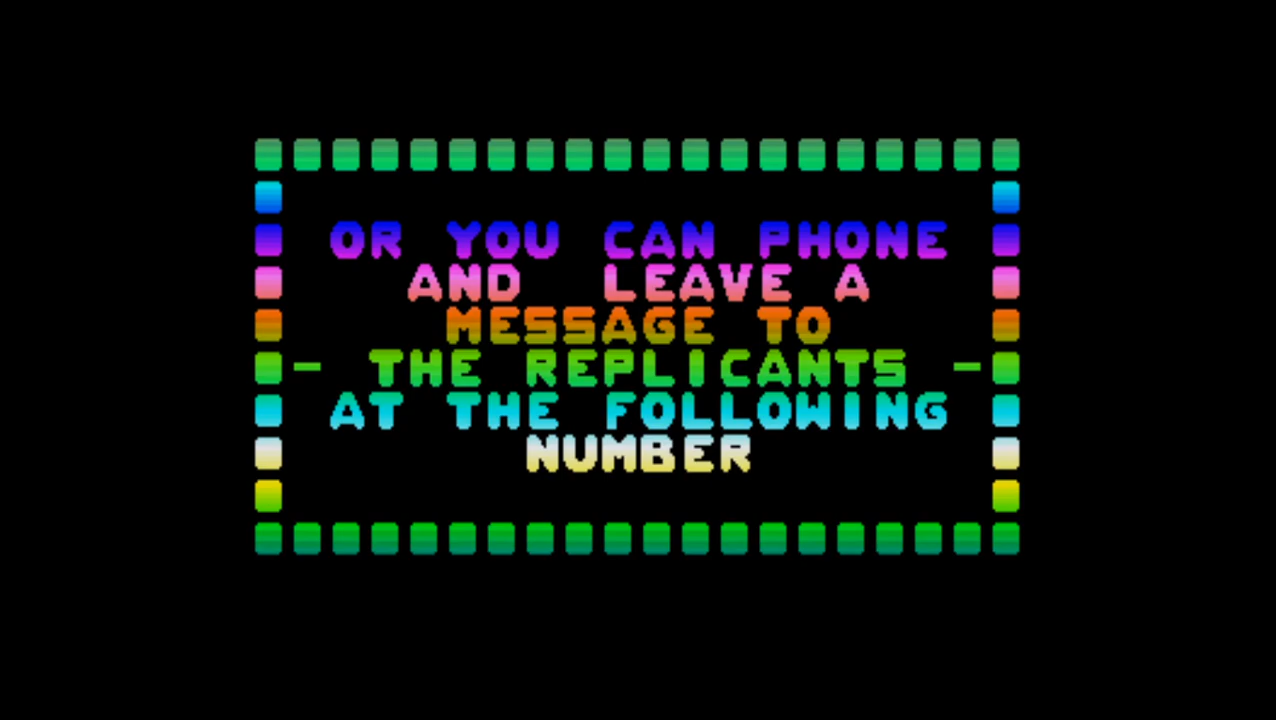 OR YOU CAN PHONE
AND LEAVE A
MESSAGE TO
- THE REPLICANTS -
AT THE FOLLOWING
NUMBER